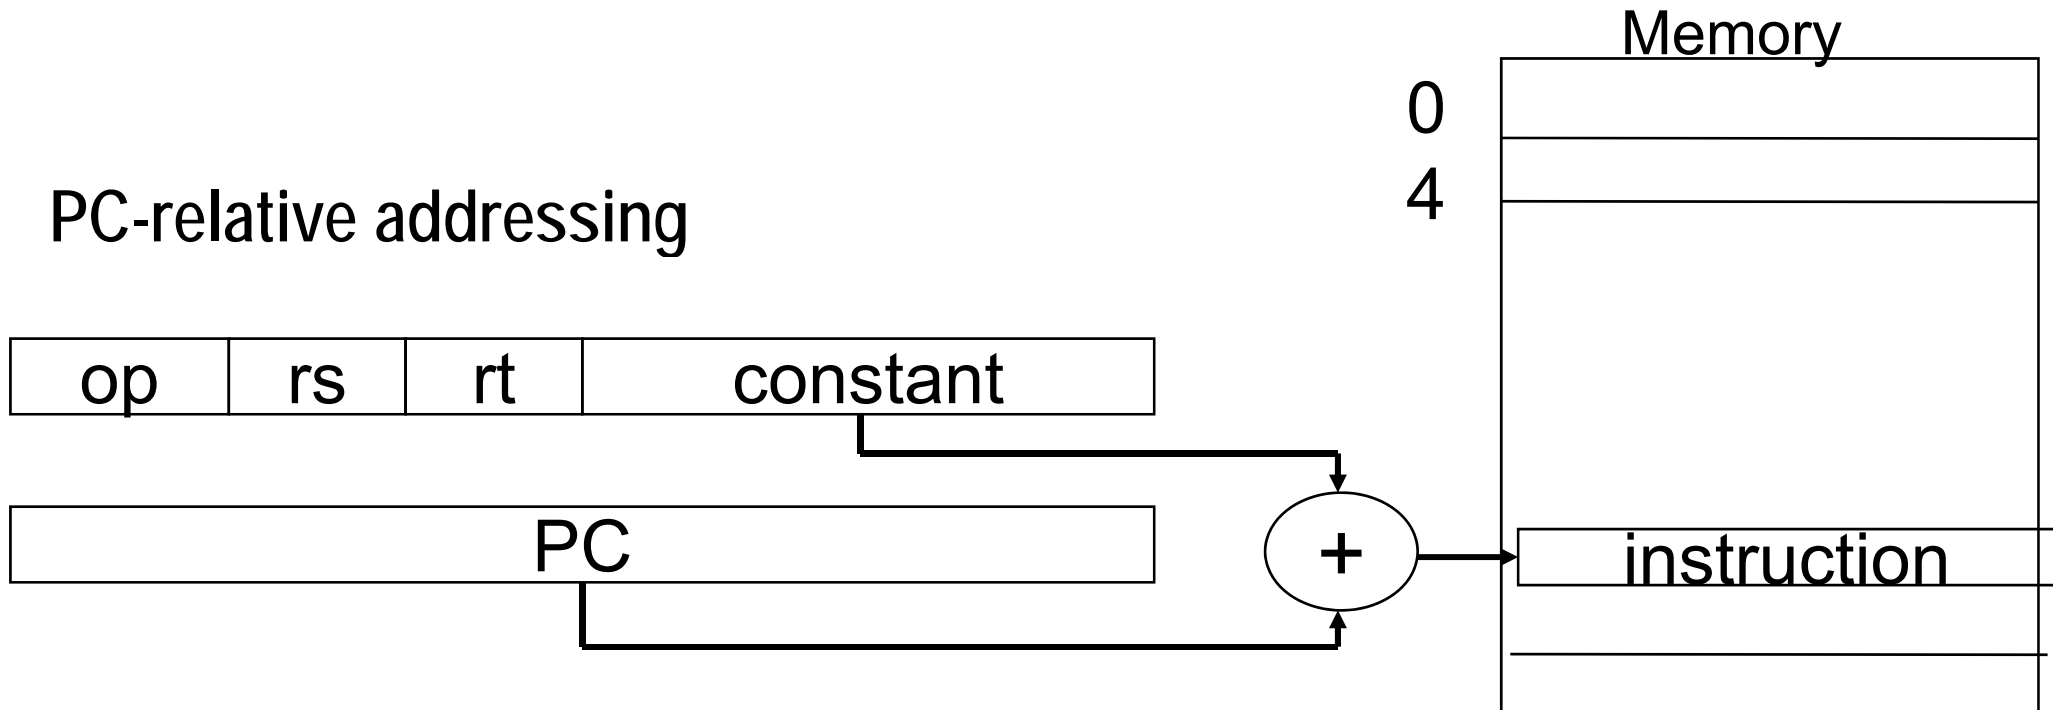 Memory
0
4
PC-relative addressing
op rs rt constant
PC
+
instruction